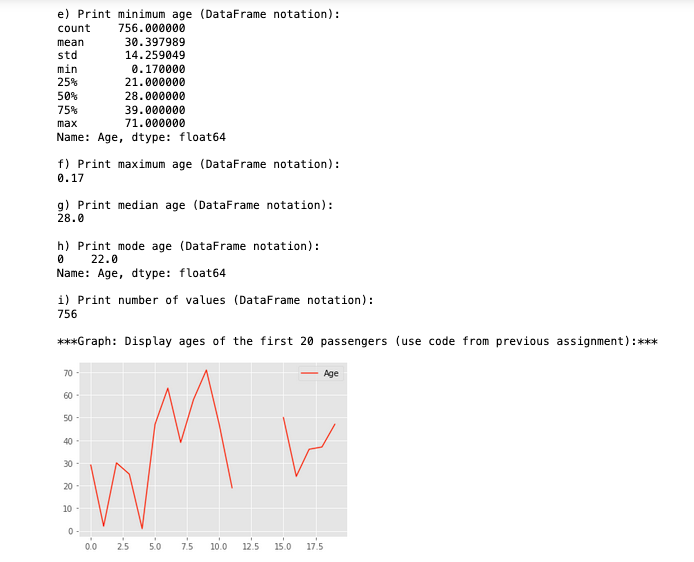 e) Print minimum age (DataFrame notation):
count    756.000000
mean      30.397989
std       14.259049
min        0.170000
25%       21.000000
50%       28.000000
75%       39.000000
max       71.000000
Name: Age, dtype: float64
f) Print maximum age (DataFrame notation):
0.17
g) Print median age (DataFrame notation):
28.0
h) Print mode age (DataFrame notation):
0    22.0
Name: Age, dtype: float64
i) Print number of values (DataFrame notation):
756
***Graph: Display ages of the first 20 passengers (use code from previous assignment):***
Age
70
60
50
40
30
20
10
0
0.0 2.5 5.0 7.5 10.0 12.5 15.0 17.5